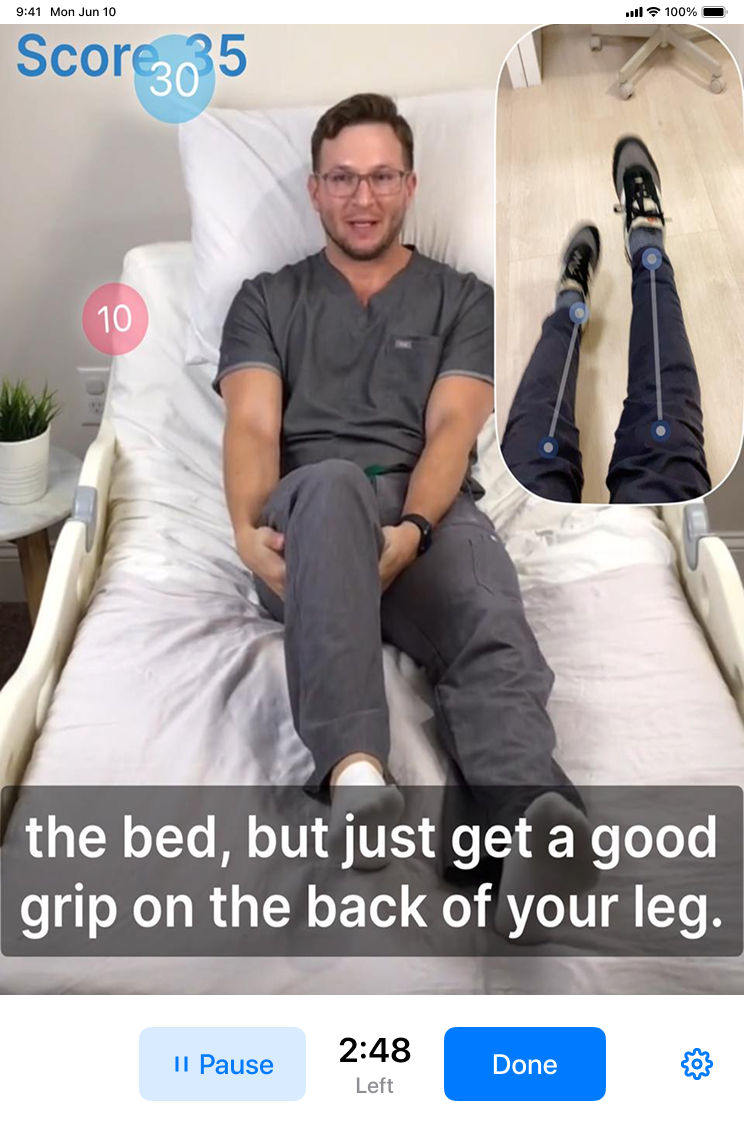 9:41 Mon Jun 10 100%
Score 35
30
10
the bed, but just get a good
grip on the back of your leg.
Pause
2:48
Left
Done